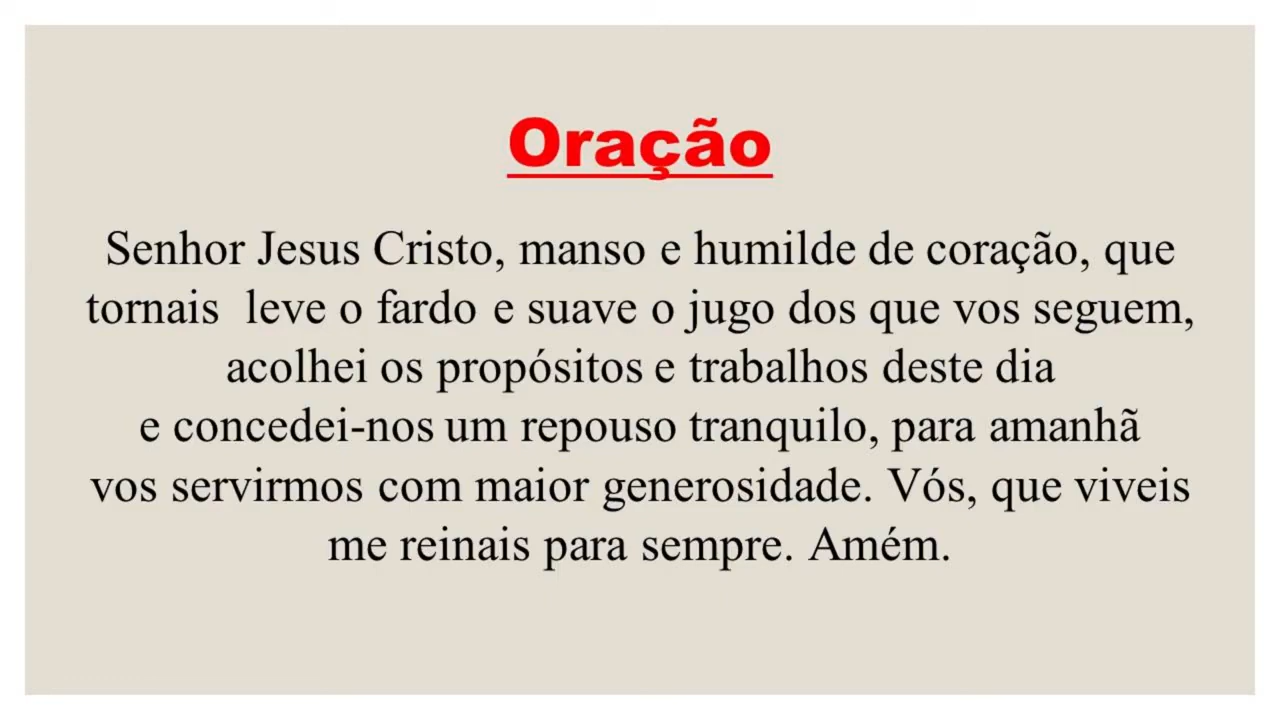 Oração
Senhor Jesus Cristo, manso e humilde de coração, que
tornais  leve o fardo e suave o jugo dos que vos seguem,
acolhei os propósitos e trabalhos deste dia
e concedei-nos um repouso tranquilo, para amanhã
vos servirmos com maior generosidade. Vós, que viveis
me reinais para sempre. Amém.